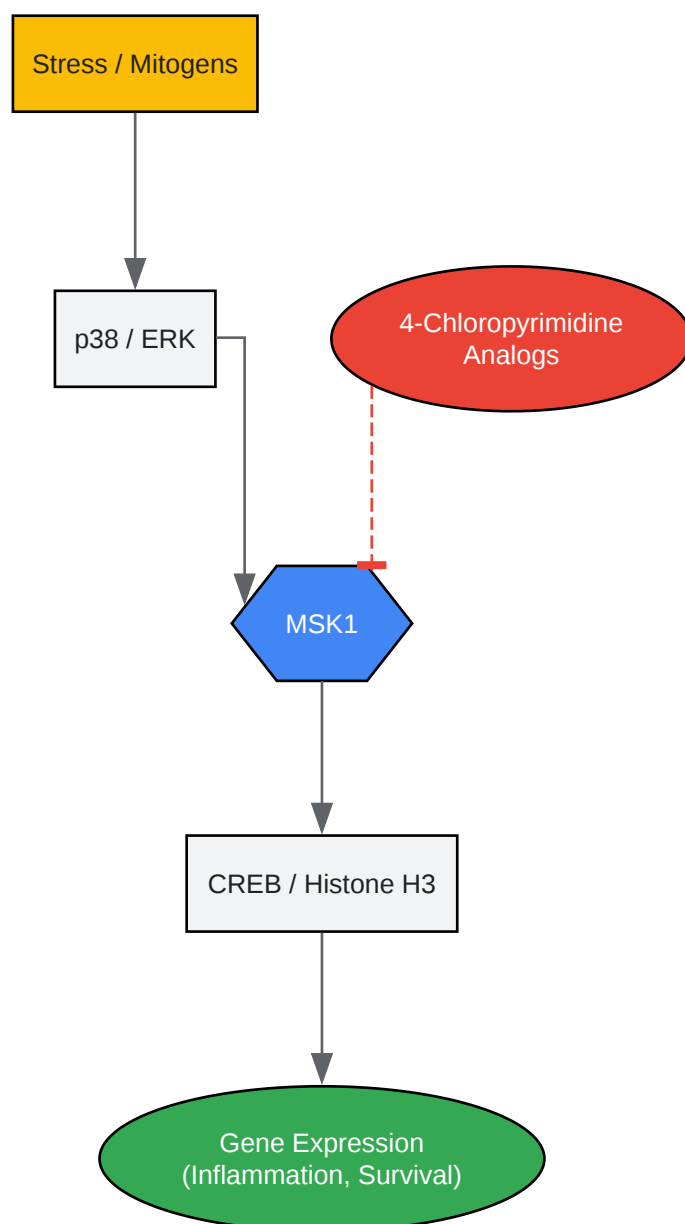 Stress / Mitogens
p38 / ERK
4-Chloropyrimidine
Analogs
MSK1
CREB / Histone H3
Gene Expression
(Inflammation, Survival)